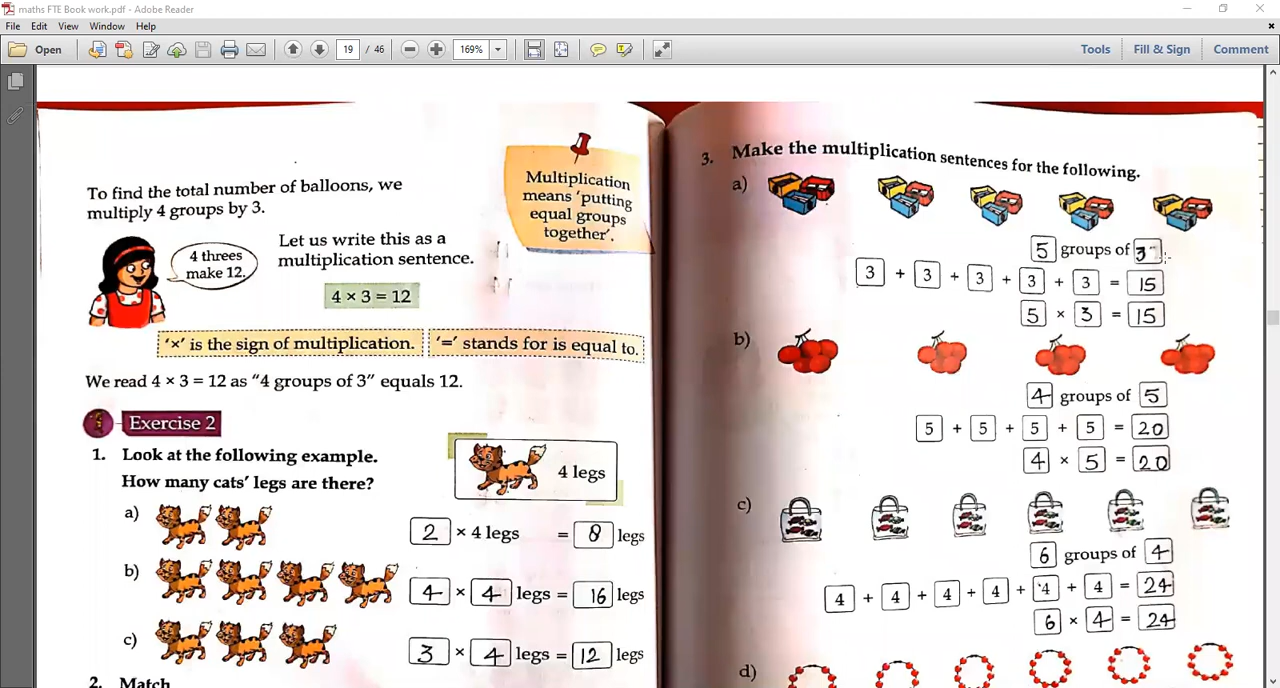 maths FTE Book work.pdf - Adobe Reader
File Edit View Window Help
Open 19 / 46 169% Tools Fill & Sign Comment
To find the total number of balloons, we
multiply 4 groups by 3.
4 threes
make 12.
Let us write this as a
multiplication sentence.
4 × 3 = 12
Multiplication
means 'putting
equal groups
together'.
'×' is the sign of multiplication. '=' stands for is equal to.
We read 4 × 3 = 12 as "4 groups of 3" equals 12.
Exercise 2
1. Look at the following example.
How many cats' legs are there?
4 legs
a) 2 × 4 legs = 8 legs
b) 4 × 4 legs = 16 legs
c) 3 × 4 legs = 12 legs
2. Match
3. Make the multiplication sentences for the following.
a)
5 groups of 3
3 + 3 + 3 + 3 + 3 = 15
5 × 3 = 15
b)
4 groups of 5
5 + 5 + 5 + 5 = 20
4 × 5 = 20
c)
6 groups of 4
4 + 4 + 4 + 4 + 4 + 4 = 24
6 × 4 = 24
d)